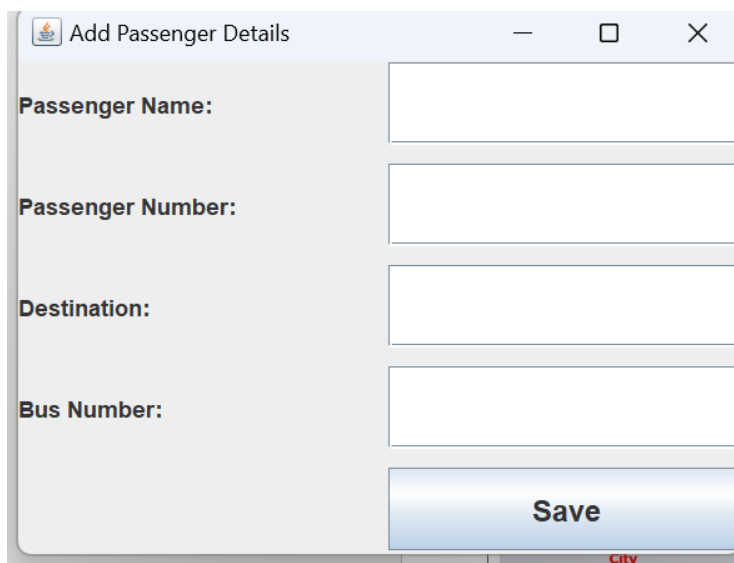 Add Passenger Details
Passenger Name:
Passenger Number:
Destination:
Bus Number:
Save
City